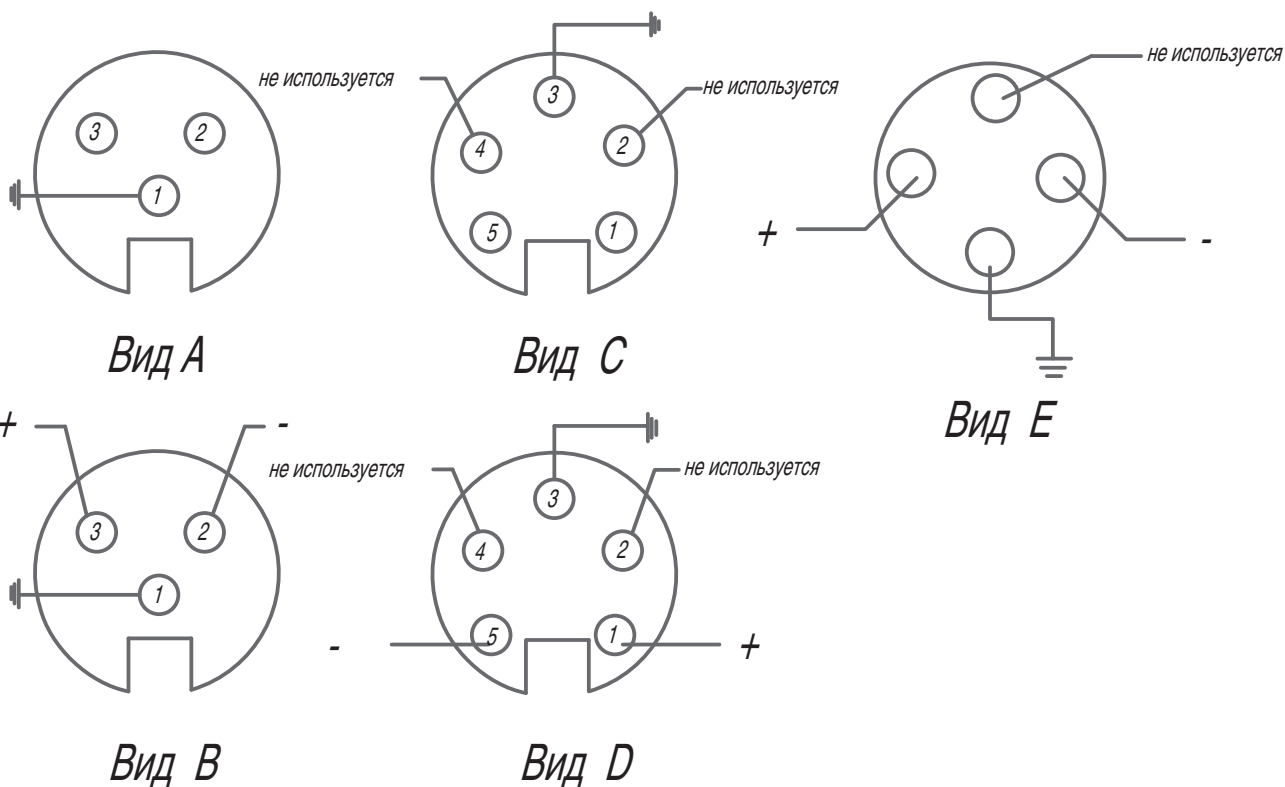 не используется
3
не используется
не используется
3
2
4
2
1
5
1
+
-
Вид А
Вид С
Вид Е
+
-
не используется
не используется
3
3
2
4
2
1
5
1
-
+
Вид В
Вид D